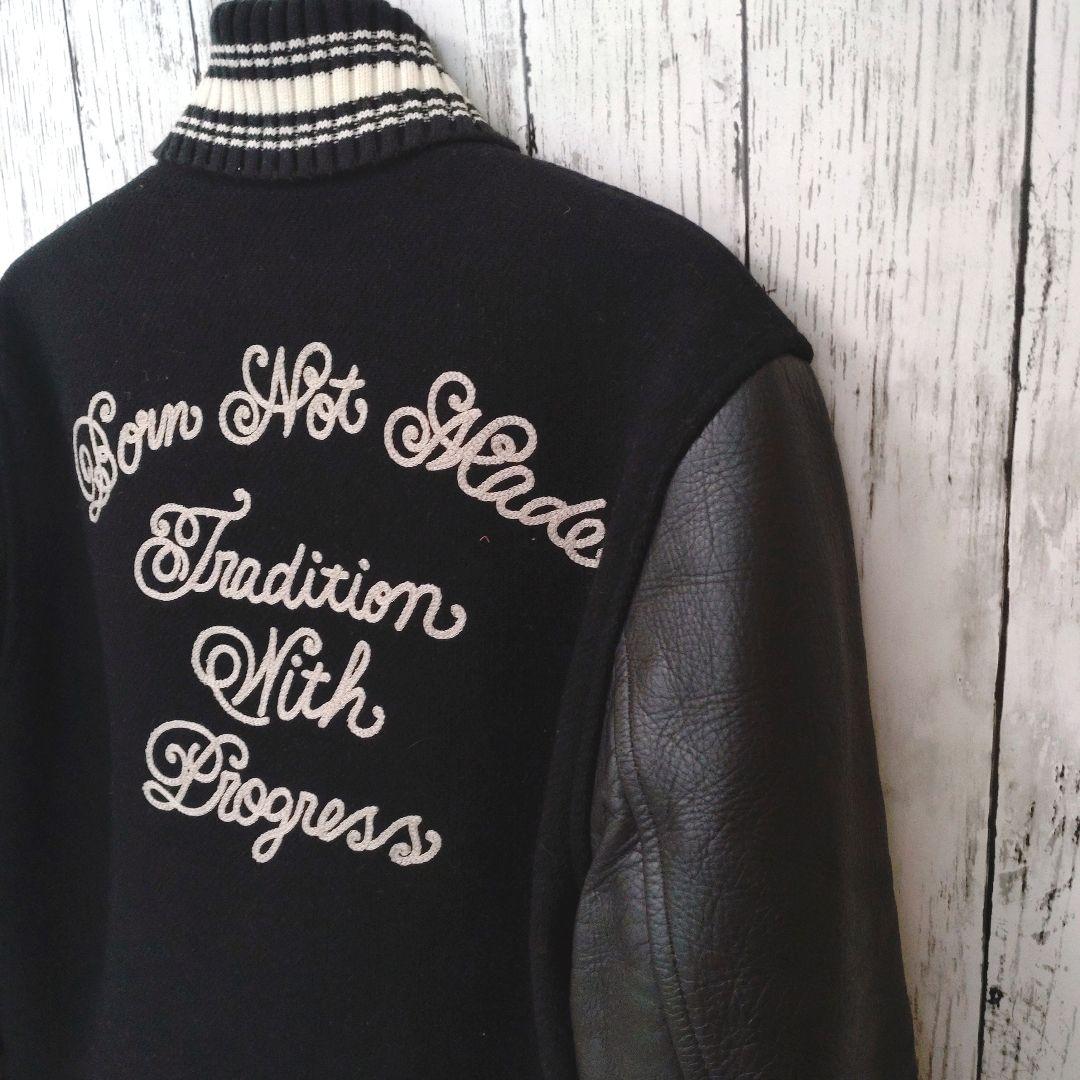 Born Not Made
Tradition
With
Progress